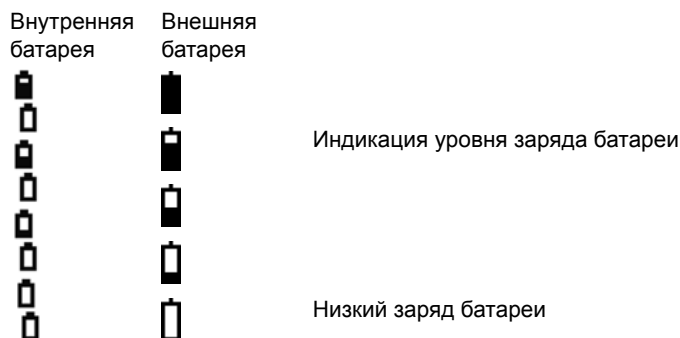 Внутренняя Внешняя
батарея батарея
Индикация уровня заряда батареи
Низкий заряд батареи